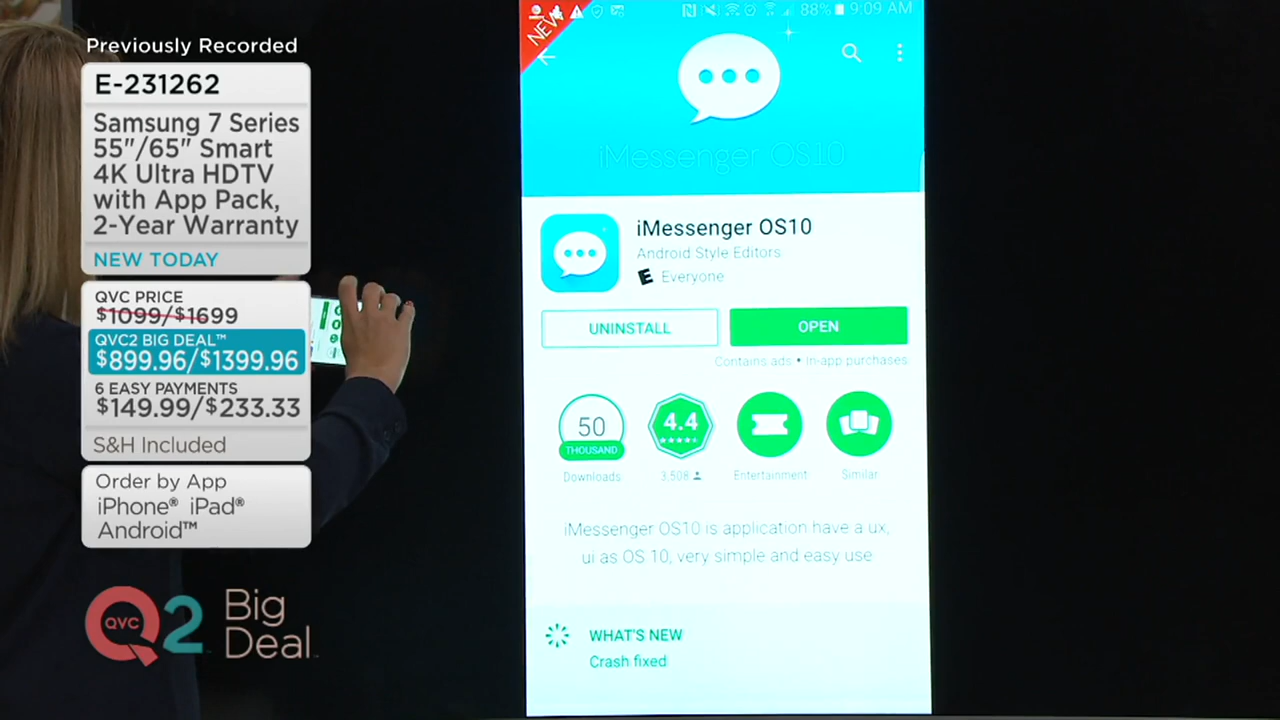 Previously Recorded
E-231262
Samsung 7 Series
55"/65" Smart
4K Ultra HDTV
with App Pack,
2-Year Warranty
NEW TODAY
QVC PRICE
$1099/$1699
QVC2 BIG DEAL™
$899.96/$1399.96
6 EASY PAYMENTS
$149.99/$233.33
S&H Included
Order by App
iPhone® iPad®
Android™
QVC 2 Big
Deal
NEW
88% 9:09 AM
iMessenger OS10
iMessenger OS10
Android Style Editors
E Everyone
UNINSTALL OPEN
Contains ads • In-app purchases
50
THOUSAND
Downloads
4.4
3,508
Entertainment
Similar
iMessenger OS10 is application have a ux,
ui as OS 10, very simple and easy use
WHAT'S NEW
Crash fixed